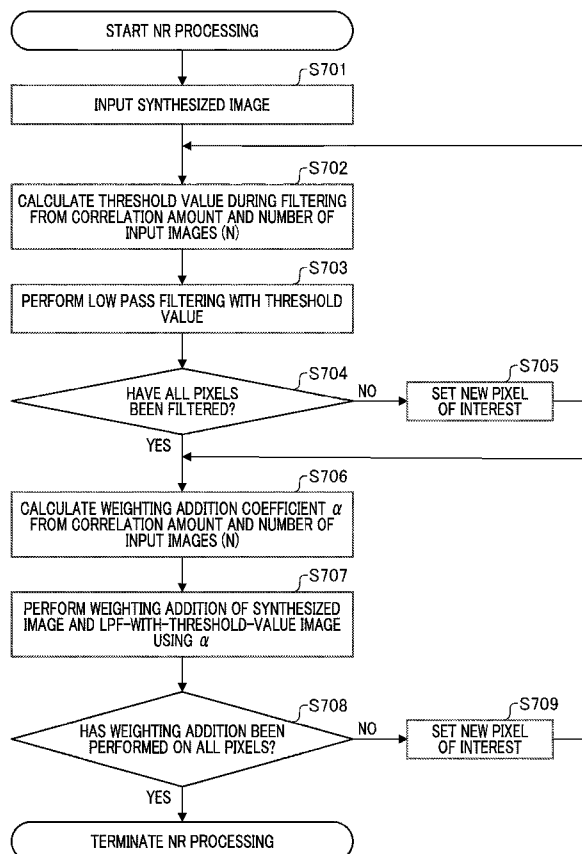 START NR PROCESSING
S701
INPUT SYNTHESIZED IMAGE
S702
CALCULATE THRESHOLD VALUE DURING FILTERING
FROM CORRELATION AMOUNT AND NUMBER OF
INPUT IMAGES (N)
S703
PERFORM LOW PASS FILTERING WITH THRESHOLD
VALUE
S704
HAVE ALL PIXELS
BEEN FILTERED?
NO
S705
SET NEW PIXEL
OF INTEREST
YES
S706
CALCULATE WEIGHTING ADDITION COEFFICIENT α
FROM CORRELATION AMOUNT AND NUMBER OF
INPUT IMAGES (N)
S707
PERFORM WEIGHTING ADDITION OF SYNTHESIZED
IMAGE AND LPF-WITH-THRESHOLD-VALUE IMAGE
USING α
S708
HAS WEIGHTING ADDITION BEEN
PERFORMED ON ALL PIXELS?
NO
S709
SET NEW PIXEL
OF INTEREST
YES
TERMINATE NR PROCESSING